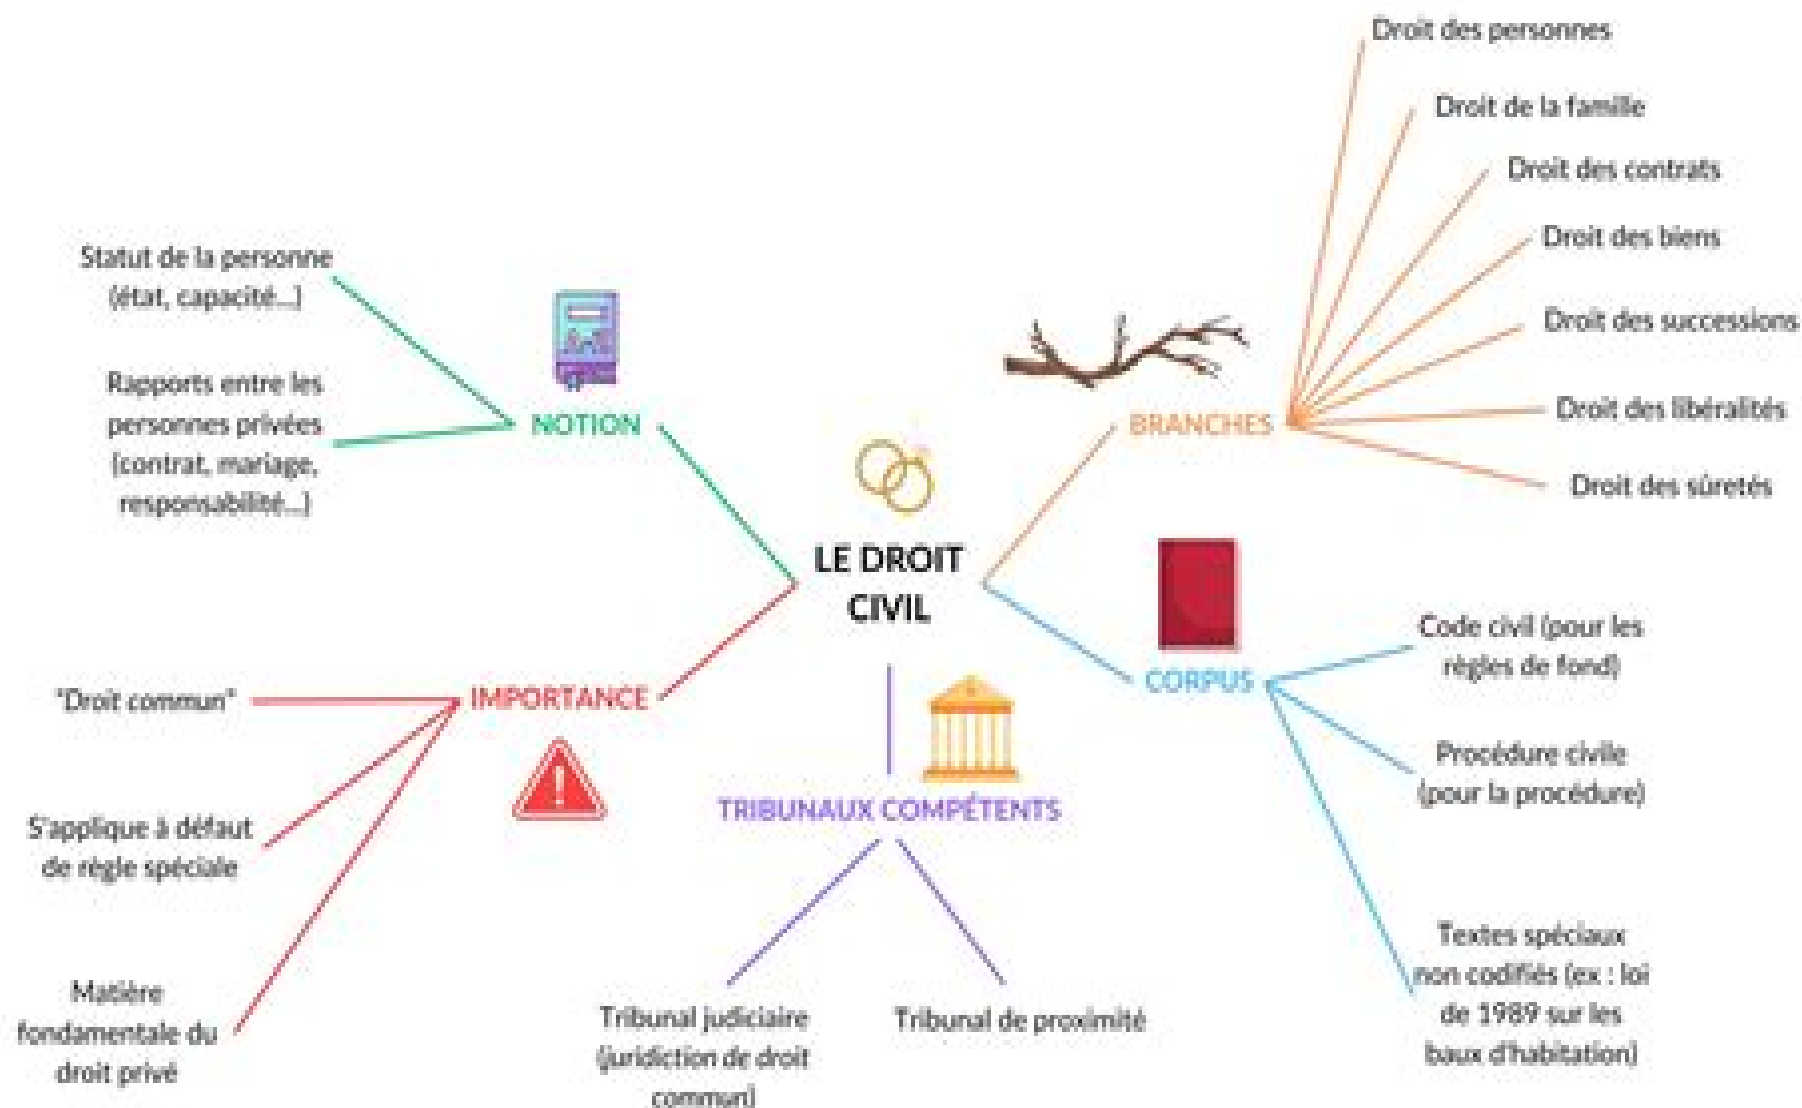 LE DROIT
CIVIL
NOTION
Statut de la personne
(état, capacité...)
Rapports entre les
personnes privées
(contrat, mariage,
responsabilité...)
BRANCHES
Droit des personnes
Droit de la famille
Droit des contrats
Droit des biens
Droit des successions
Droit des libéralités
Droit des sûretés
CORPUS
Code civil (pour les
règles de fond)
Procédure civile
(pour la procédure)
Textes spéciaux
non codifiés (ex : loi
de 1989 sur les
baux d'habitation)
TRIBUNAUX COMPÉTENTS
Tribunal judiciaire
(juridiction de droit
commun)
Tribunal de proximité
IMPORTANCE
"Droit commun"
S'applique à défaut
de règle spéciale
Matière
fondamentale du
droit privé